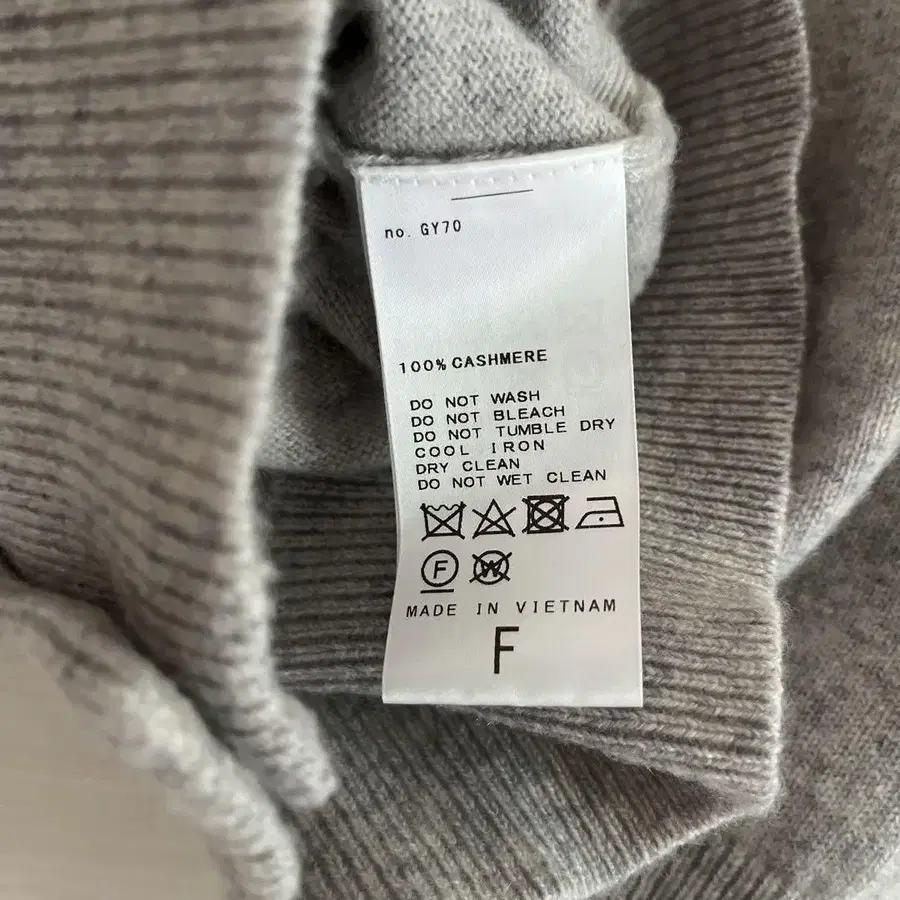 no. GY70
100% CASHMERE
DO NOT WASH
DO NOT BLEACH
DO NOT TUMBLE DRY
COOL IRON
DRY CLEAN
DO NOT WET CLEAN
F W
MADE IN VIETNAM
F